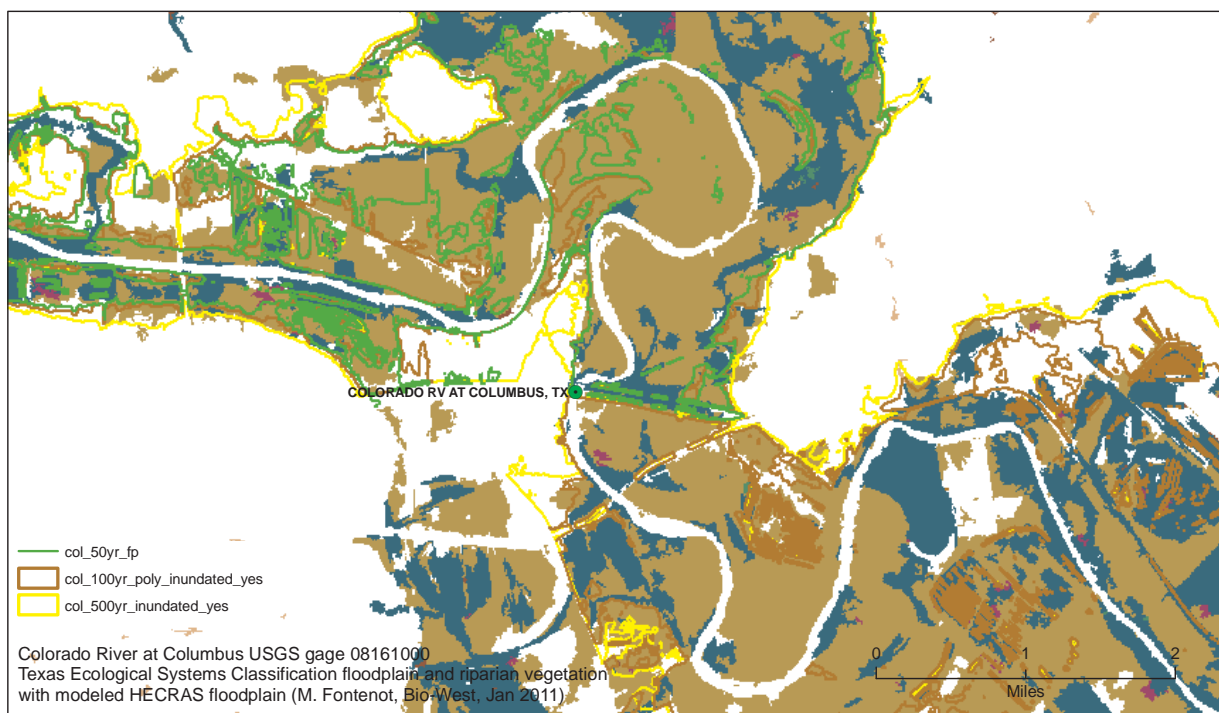 COLORADO RV AT COLUMBUS, TX
col_50yr_fp
col_100yr_poly_inundated_yes
col_500yr_inundated_yes
Colorado River at Columbus USGS gage 08161000
Texas Ecological Systems Classification floodplain and riparian vegetation
with modeled HECRAS floodplain (M. Fontenot, Bio-West, Jan 2011)
0 1 2
Miles